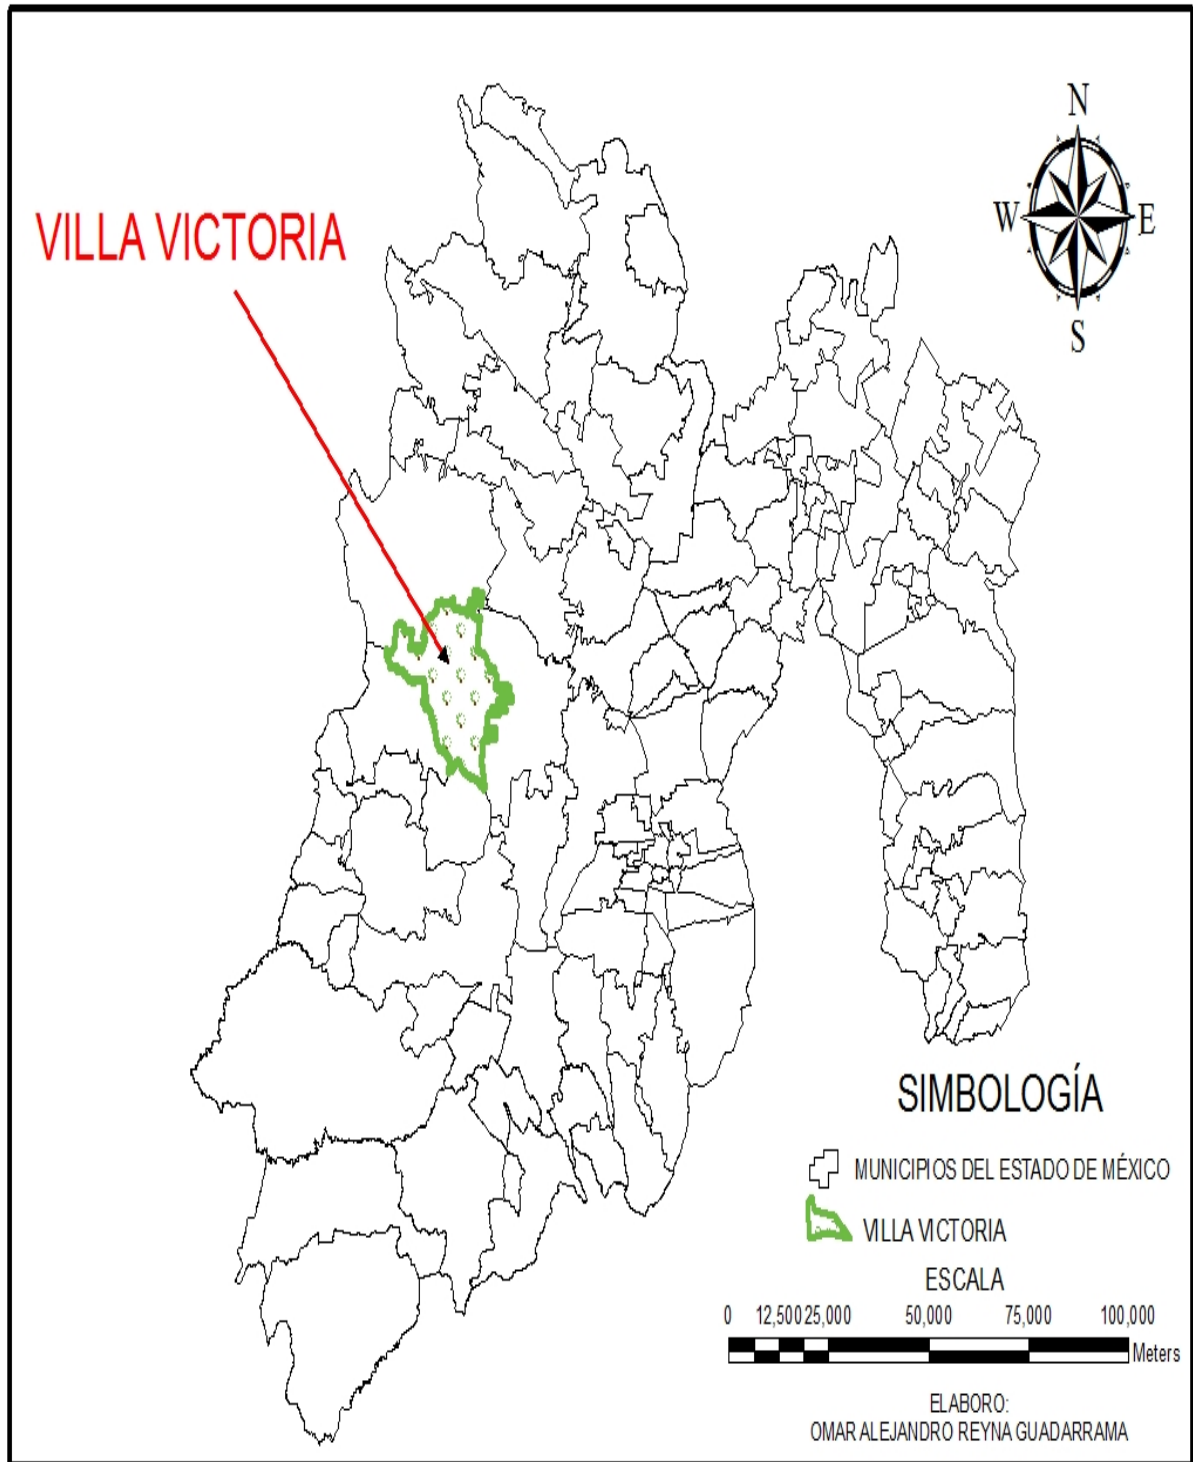 VILLA VICTORIA
N
W
E
S
SIMBOLOGÍA
MUNICIPIOS DEL ESTADO DE MÉXICO
VILLA VICTORIA
ESCALA
0 12,500 25,000 50,000 75,000 100,000
Meters
ELABORO:
OMAR ALEJANDRO REYNA GUADARRAMA